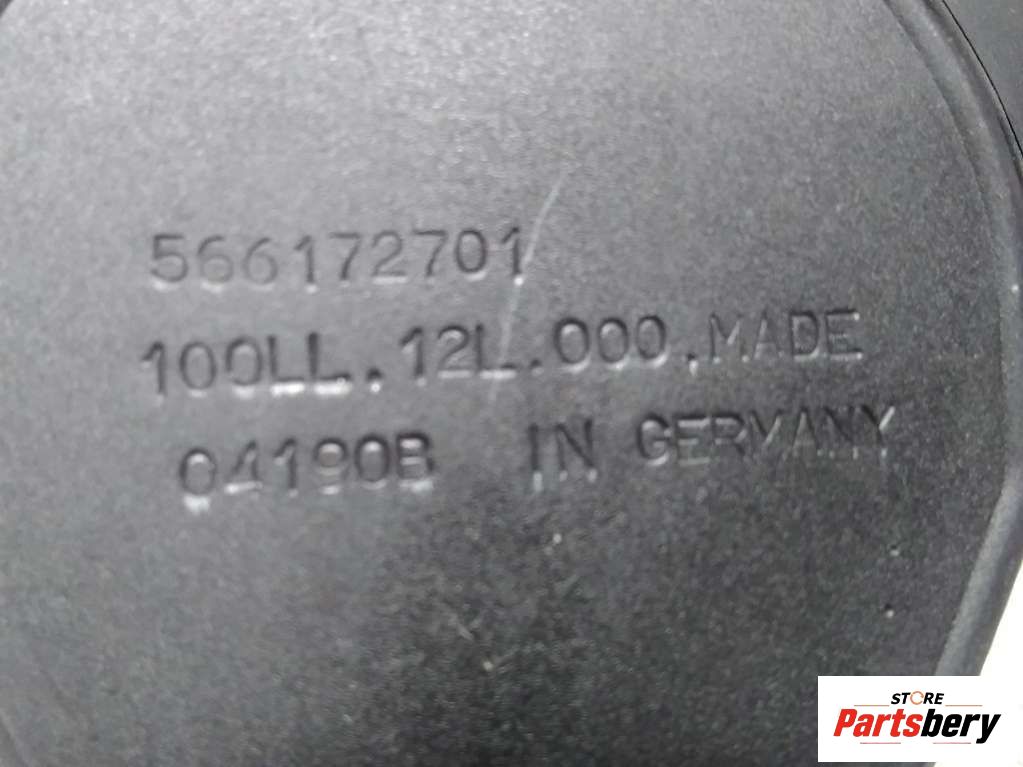 566172701
100LL.12L.000.MADE
04190B IN GERMANY
STORE
Partsbery